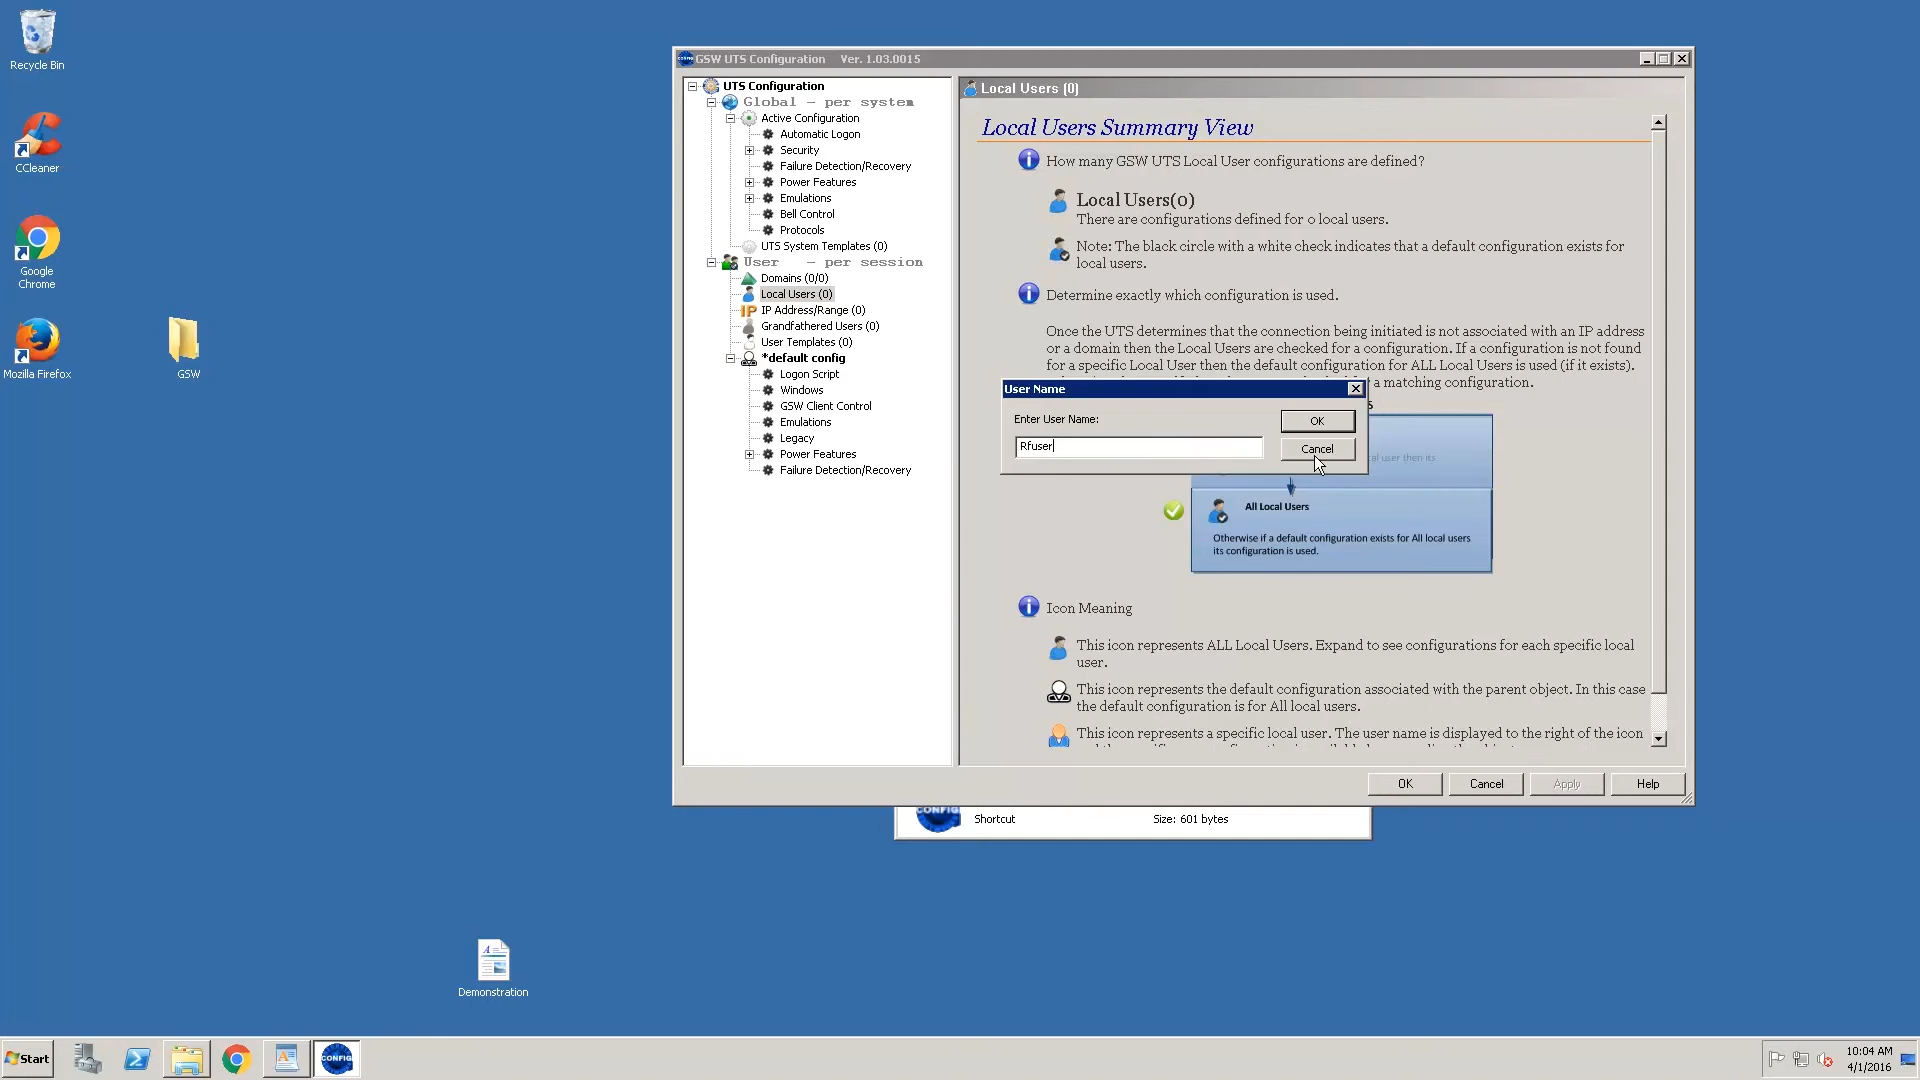 Recycle Bin
CCleaner
Google
Chrome
Mozilla Firefox
GSW
Demonstration
GSW UTS Configuration Ver. 1.03.0015
UTS Configuration
Global - per system
Active Configuration
Automatic Logon
Security
Failure Detection/Recovery
Power Features
Emulations
Bell Control
Protocols
UTS System Templates (0)
User - per session
Domains (0/0)
Local Users (0)
IP IP Address/Range (0)
Grandfathered Users (0)
User Templates (0)
*default config
Logon Script
Windows
GSW Client Control
Emulations
Legacy
Power Features
Failure Detection/Recovery
Local Users (0)
Local Users Summary View
How many GSW UTS Local User configurations are defined?
Local Users(0)
There are configurations defined for 0 local users.
Note: The black circle with a white check indicates that a default configuration exists for
local users.
Determine exactly which configuration is used.
Once the UTS determines that the connection being initiated is not associated with an IP address
or a domain then the Local Users are checked for a configuration. If a configuration is not found
for a specific Local User then the default configuration for ALL Local Users is used (if it exists).
a matching configuration.
User Name
Enter User Name:
Rfuser
OK
Cancel
user then its
All Local Users
Otherwise if a default configuration exists for All local users
its configuration is used.
Icon Meaning
This icon represents ALL Local Users. Expand to see configurations for each specific local
user.
This icon represents the default configuration associated with the parent object. In this case
the default configuration is for All local users.
This icon represents a specific local user. The user name is displayed to the right of the icon
OK
Cancel
Apply
Help
CONFIG
Shortcut
Size: 601 bytes
Start
CONFIG
10:04 AM
4/1/2016